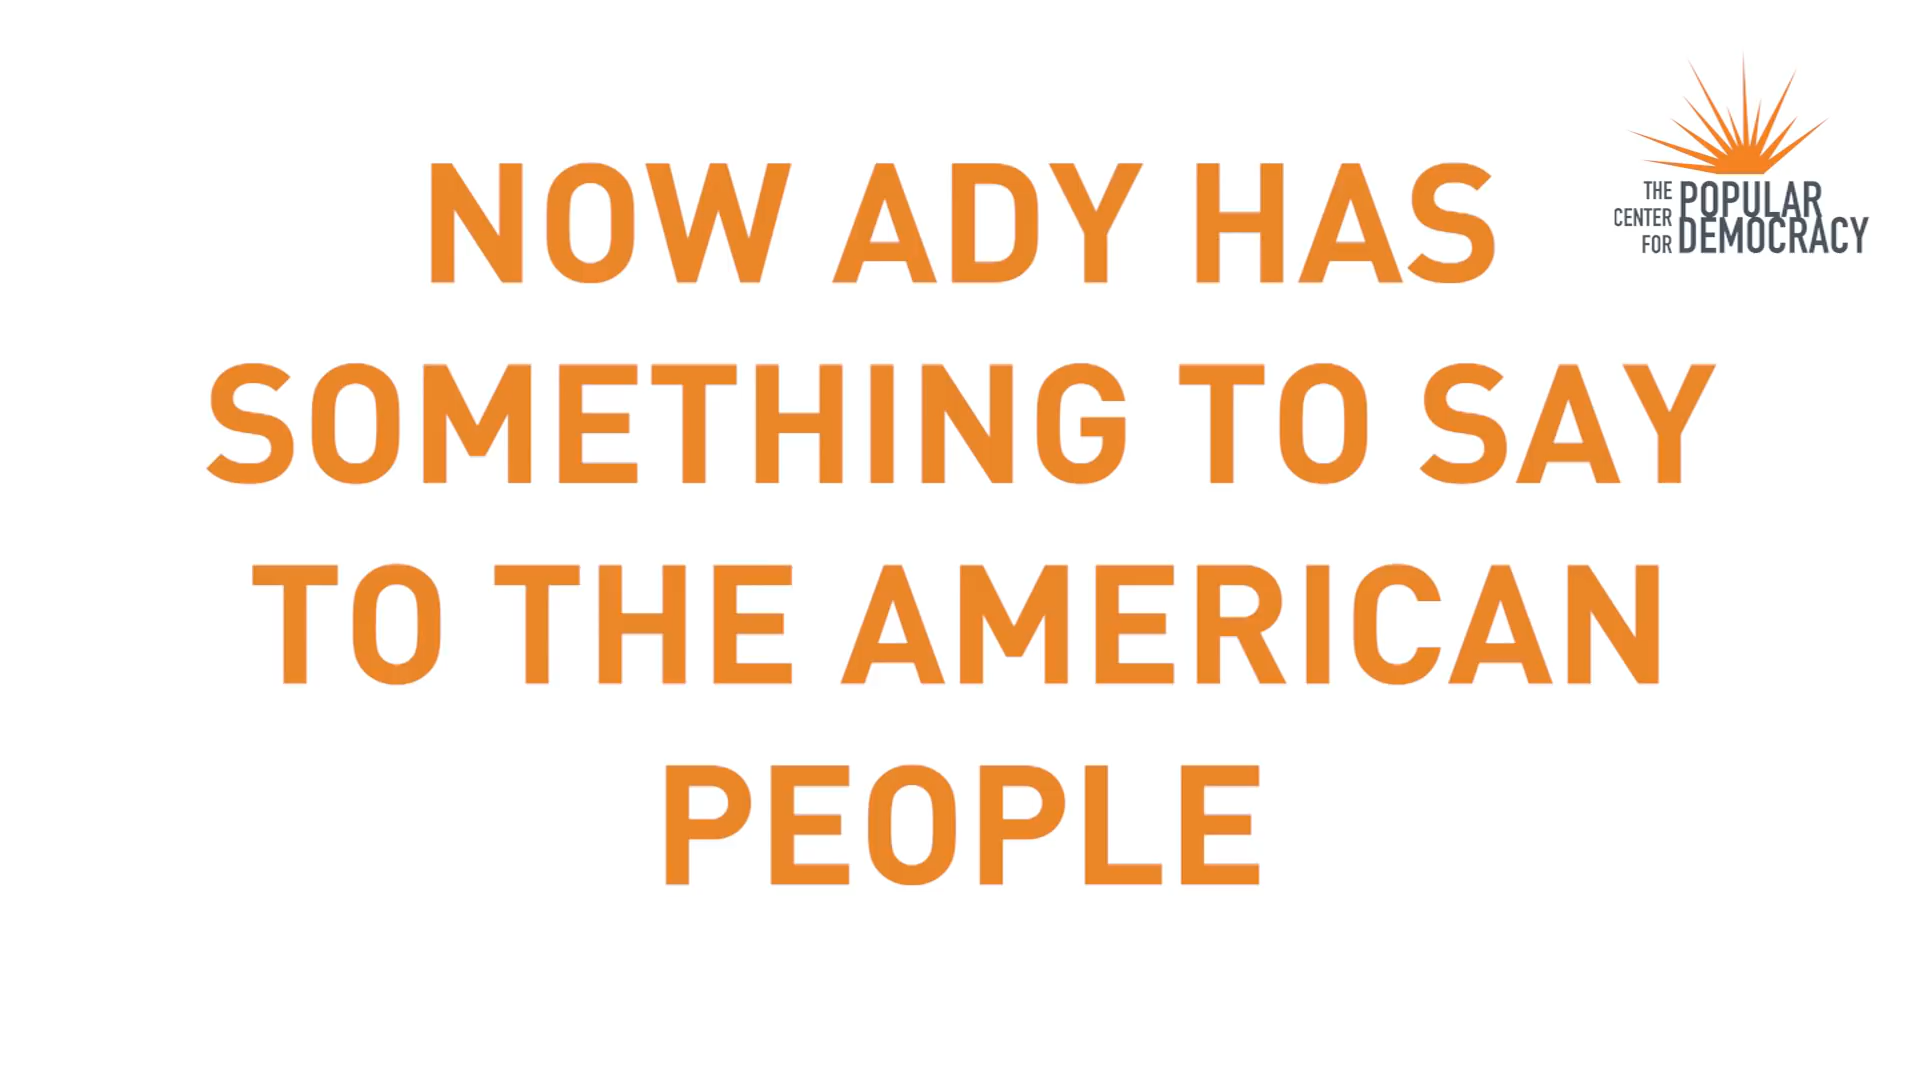 NOW ADY HAS
SOMETHING TO SAY
TO THE AMERICAN
PEOPLE
THE
CENTER
FOR
POPULAR
DEMOCRACY